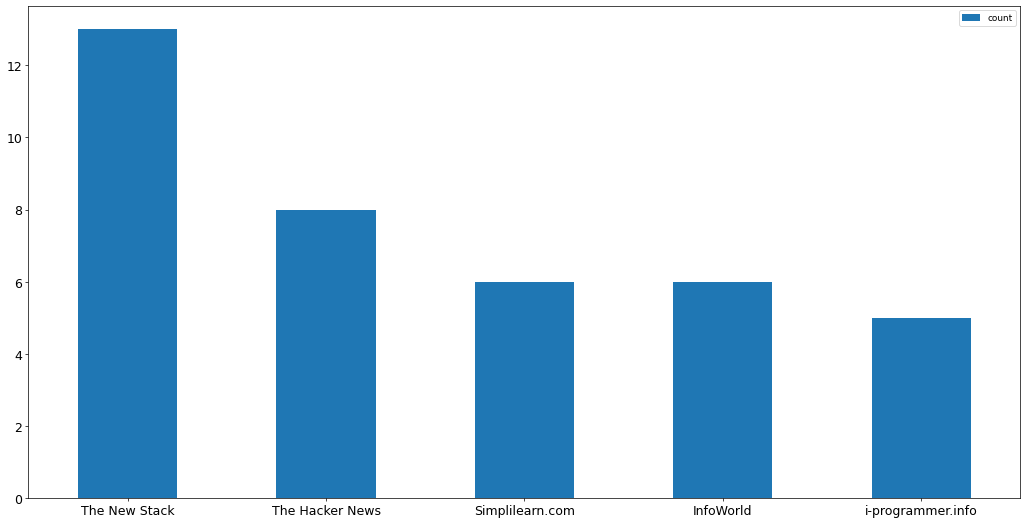 count
12
10
8
6
4
2
0
The New Stack
The Hacker News
Simplilearn.com
InfoWorld
i-programmer.info